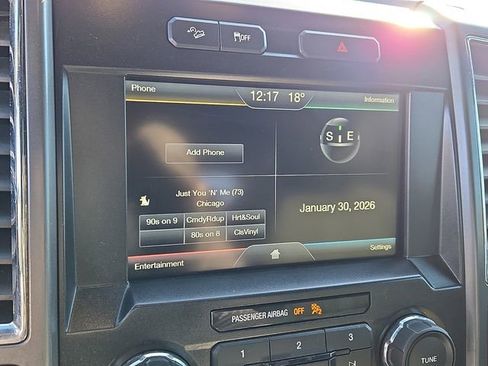 OFF
Phone
12:17 18°
Information
Add Phone
S E
Just You 'N' Me (73)
Chicago
90s on 9 CmdyRdup Hrt&Soul
80s on 8 ClsVinyl
January 30, 2026
Entertainment
Settings
PASSENGER AIRBAG OFF
1 2 3
TUNE